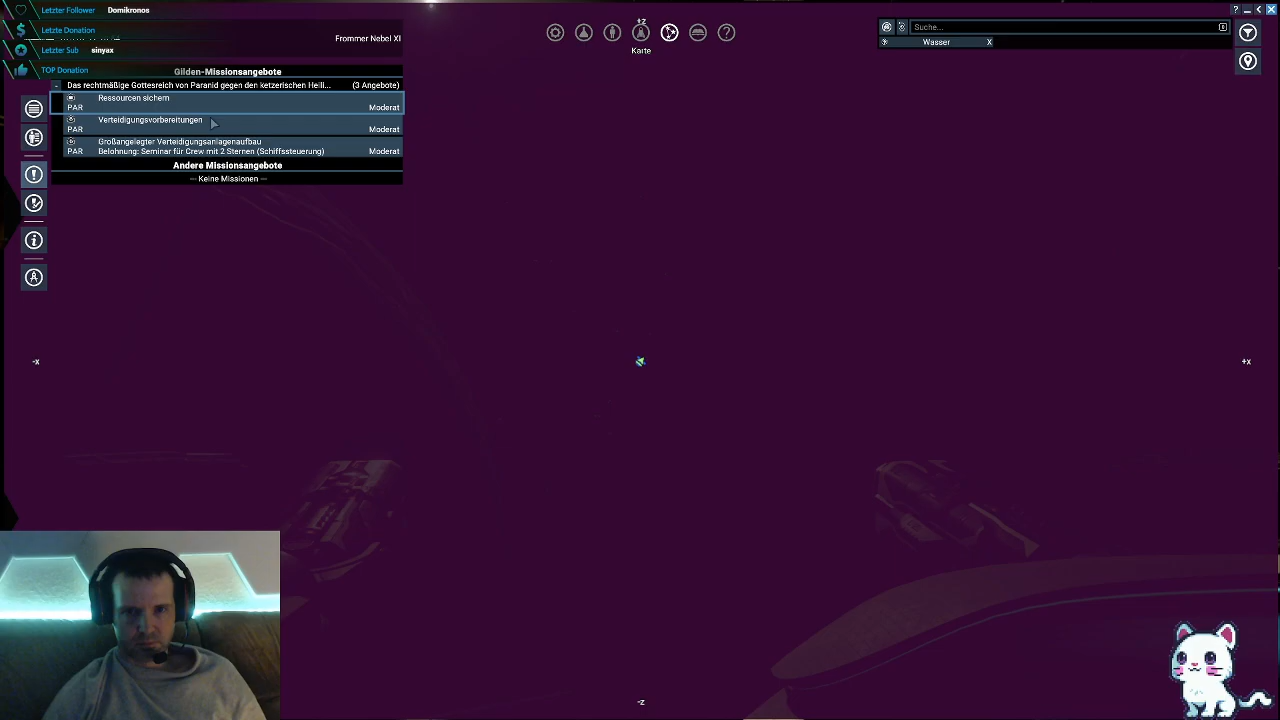 Letzter Follower Domikronos
Letzte Donation
Letzter Sub sinyax
TOP Donation
Frommer Nebel XI
Gilden-Missionsangebote
- Das rechtmäßige Gottesreich von Paranid gegen den ketzerischen Heili... (3 Angebote)
Ressourcen sichern
PAR Moderat
Verteidigungsvorbereitungen
PAR Moderat
Großangelegter Verteidigungsanlagenaufbau
PAR Belohnung: Seminar für Crew mit 2 Sternen (Schiffssteuerung) Moderat
Andere Missionsangebote
--- Keine Missionen ---
+z
Karte
Suche...
Wasser X
-x
+x
-z